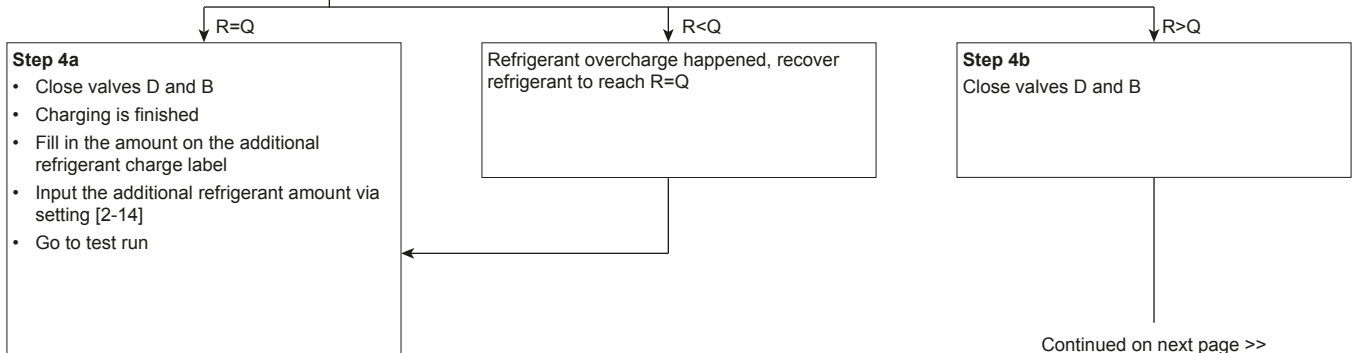 R=Q
R<Q
R>Q
Step 4a
• Close valves D and B
• Charging is finished
• Fill in the amount on the additional
refrigerant charge label
• Input the additional refrigerant amount via
setting [2-14]
• Go to test run
Refrigerant overcharge happened, recover
refrigerant to reach R=Q
Step 4b
Close valves D and B
Continued on next page >>